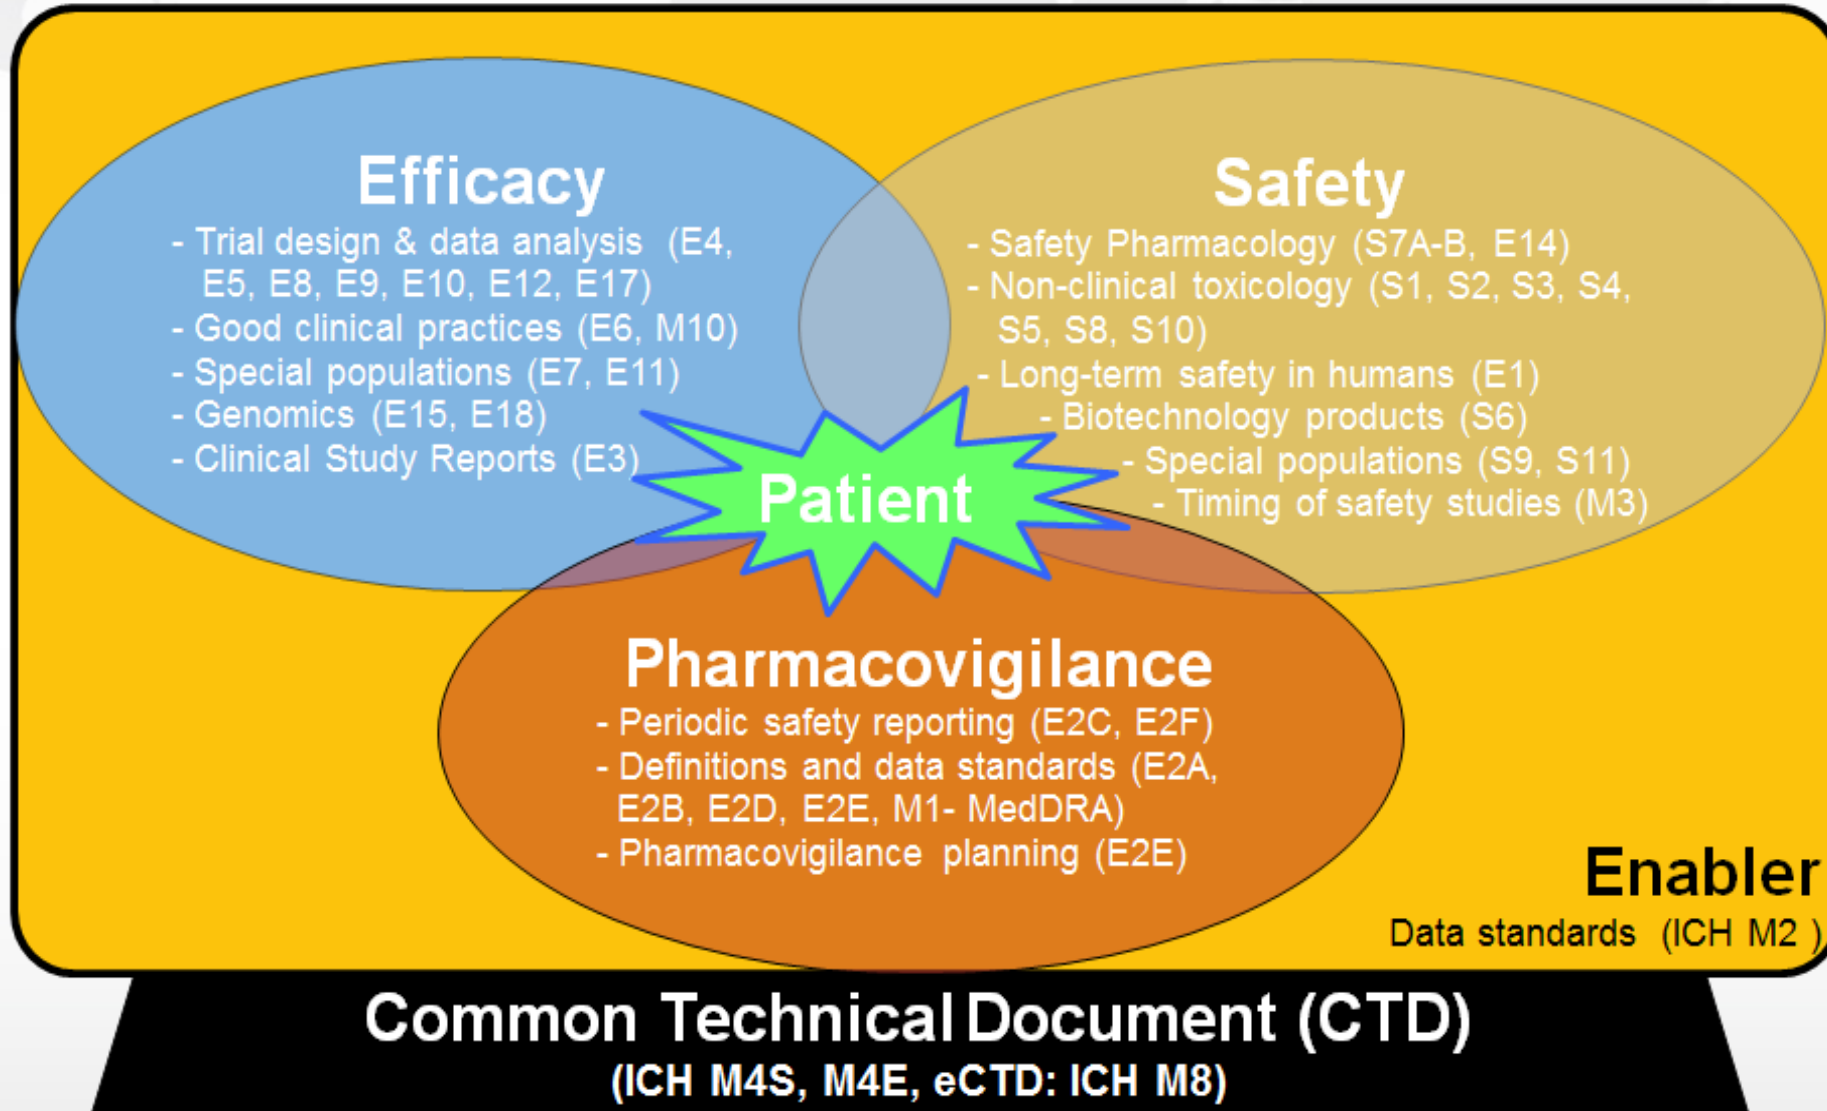 Efficacy
- Trial design & data analysis (E4,
E5, E8, E9, E10, E12, E17)
- Good clinical practices (E6, M10)
- Special populations (E7, E11)
- Genomics (E15, E18)
- Clinical Study Reports (E3)
Safety
- Safety Pharmacology (S7A-B, E14)
- Non-clinical toxicology (S1, S2, S3, S4,
S5, S8, S10)
- Long-term safety in humans (E1)
- Biotechnology products (S6)
- Special populations (S9, S11)
- Timing of safety studies (M3)
Patient
Pharmacovigilance
- Periodic safety reporting (E2C, E2F)
- Definitions and data standards (E2A,
E2B, E2D, E2E, M1- MedDRA)
- Pharmacovigilance planning (E2E)
Enabler
Data standards (ICH M2 )
Common Technical Document (CTD)
(ICH M4S, M4E, eCTD: ICH M8)